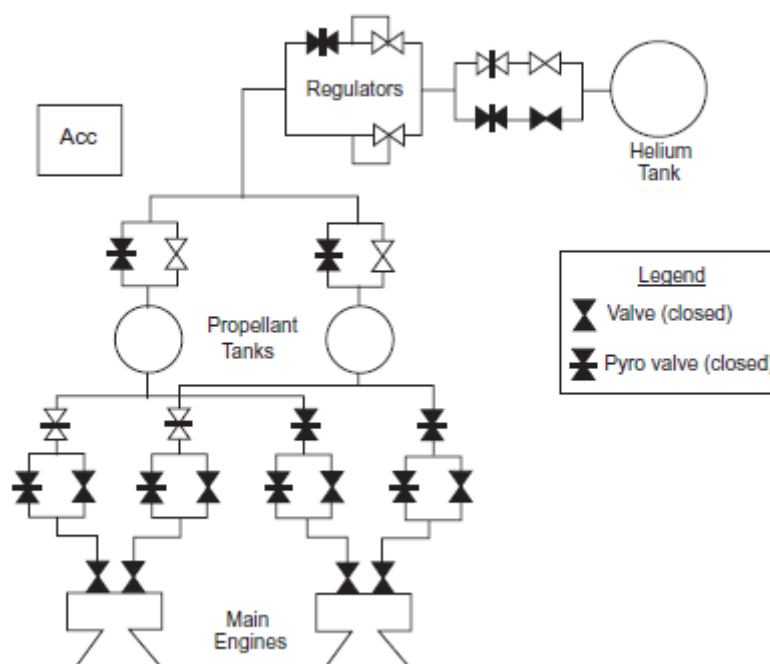 Regulators
Acc
Helium
Tank
Legend
Valve (closed)
Pyro valve (closed)
Propellant
Tanks
Main
Engines